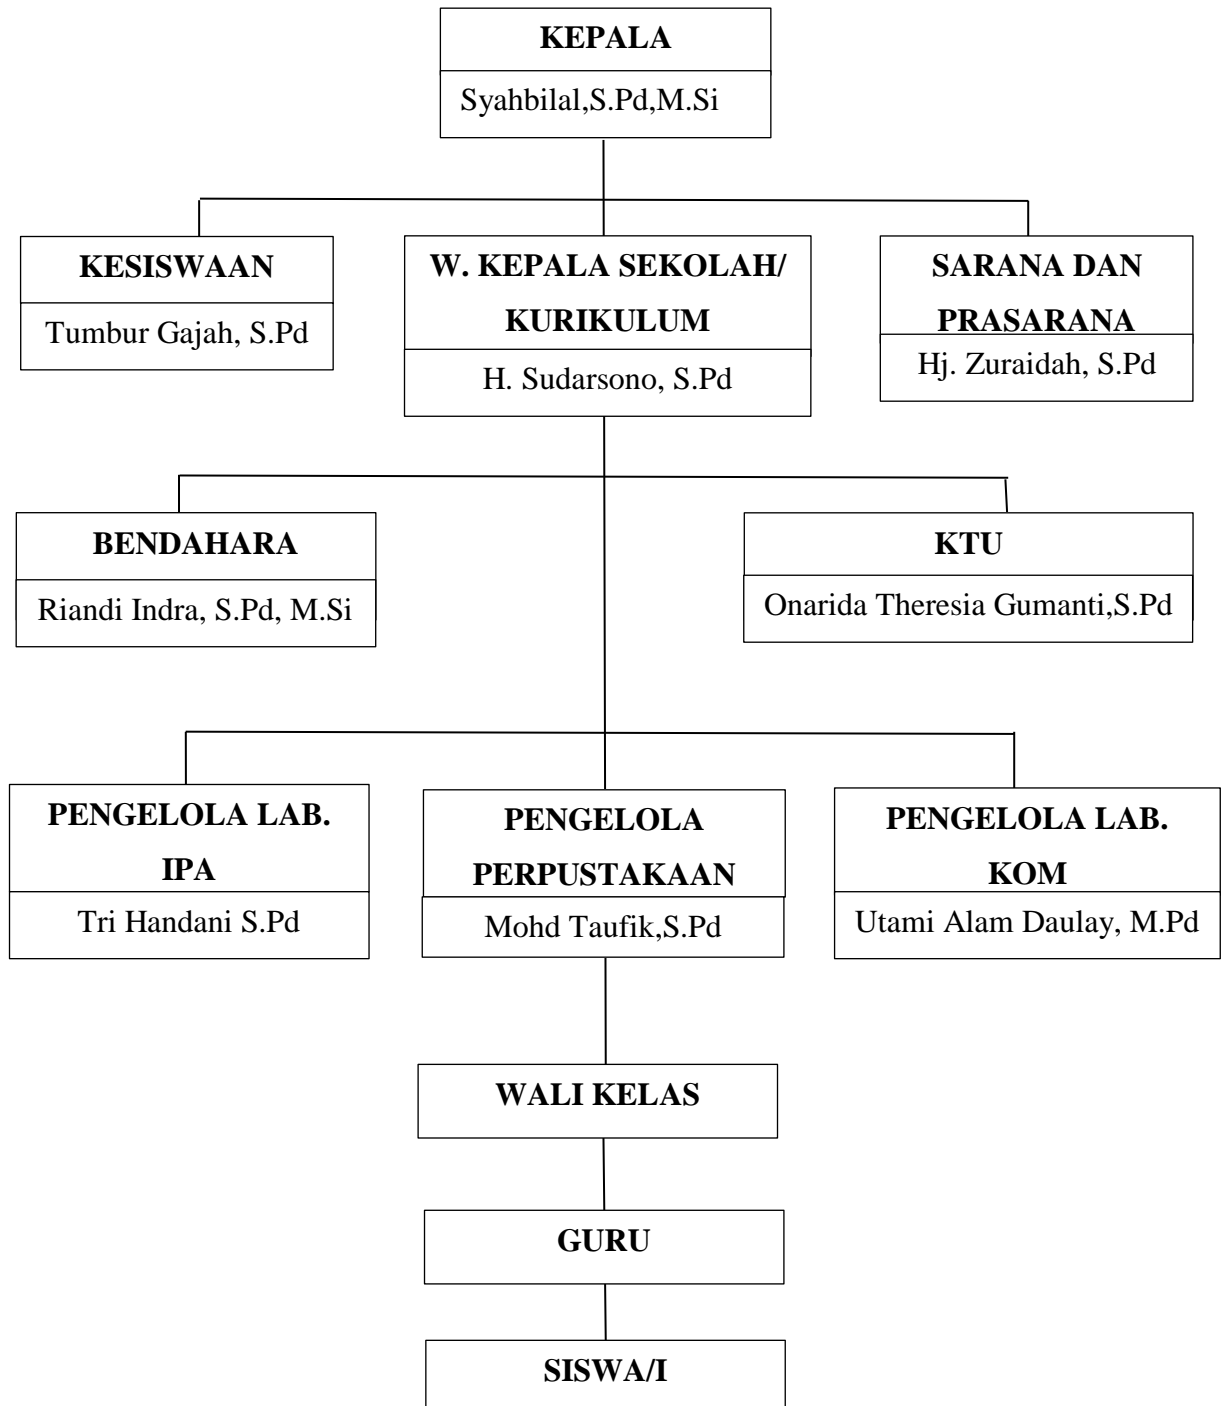 KEPALA
Syahbilal,S.Pd,M.Si
KESISWAAN
Tumbur Gajah, S.Pd
W. KEPALA SEKOLAH/
KURIKULUM
H. Sudarsono, S.Pd
SARANA DAN
PRASARANA
Hj. Zuraidah, S.Pd
BENDAHARA
Riandi Indra, S.Pd, M.Si
KTU
Onarida Theresia Gumanti,S.Pd
PENGELOLA LAB.
IPA
Tri Handani S.Pd
PENGELOLA
PERPUSTAKAAN
Mohd Taufik,S.Pd
PENGELOLA LAB.
KOM
Utami Alam Daulay, M.Pd
WALI KELAS
GURU
SISWA/I